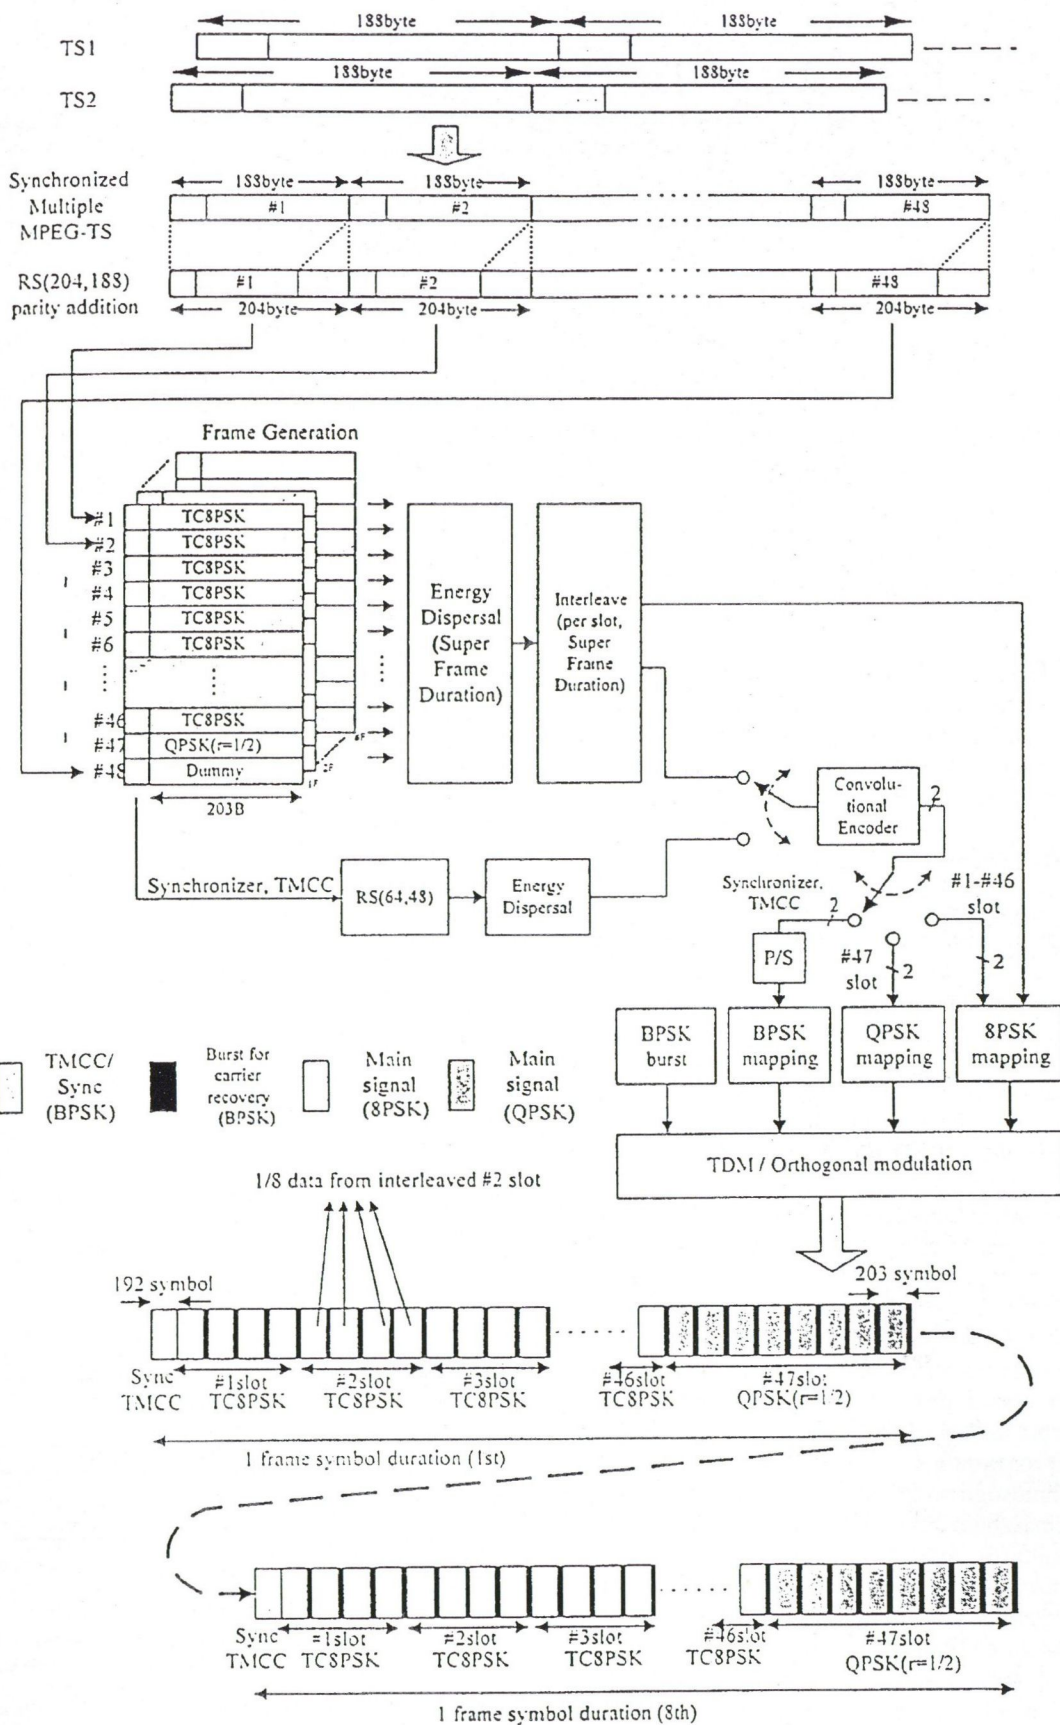 188byte 188byte
TS1
188byte 188byte
TS2
Synchronized
Multiple
MPEG-TS
188byte 188byte 188byte
#1 #2 #48
RS(204,188)
parity addition
#1 #2 #48
204byte 204byte 204byte
Frame Generation
#1 TC8PSK
#2 TC8PSK
#3 TC8PSK
#4 TC8PSK
#5 TC8PSK
#6 TC8PSK
#46 TC8PSK
#47 QPSK(r=1/2)
#48 Dummy
1F
2F
203B
Energy
Dispersal
(Super
Frame
Duration)
Interleave
(per slot,
Super
Frame
Duration)
Convolu-
tional
Encoder
2
Synchronizer, TMCC
RS(64,48)
Energy
Dispersal
Synchronizer,
TMCC
2
#1-#46
slot
2
P/S
#47
slot
2
BPSK
burst
BPSK
mapping
QPSK
mapping
8PSK
mapping
TDM / Orthogonal modulation
TMCC/
Sync
(BPSK)
Burst for
carrier
recovery
(BPSK)
Main
signal
(8PSK)
Main
signal
(QPSK)
1/8 data from interleaved #2 slot
192 symbol
203 symbol
Sync
TMCC
#1slot
TC8PSK
#2slot
TC8PSK
#3slot
TC8PSK
#46slot
TC8PSK
#47slot
QPSK(r=1/2)
1 frame symbol duration (1st)
Sync
TMCC
#1slot
TC8PSK
#2slot
TC8PSK
#3slot
TC8PSK
#46slot
TC8PSK
#47slot
QPSK(r=1/2)
1 frame symbol duration (8th)